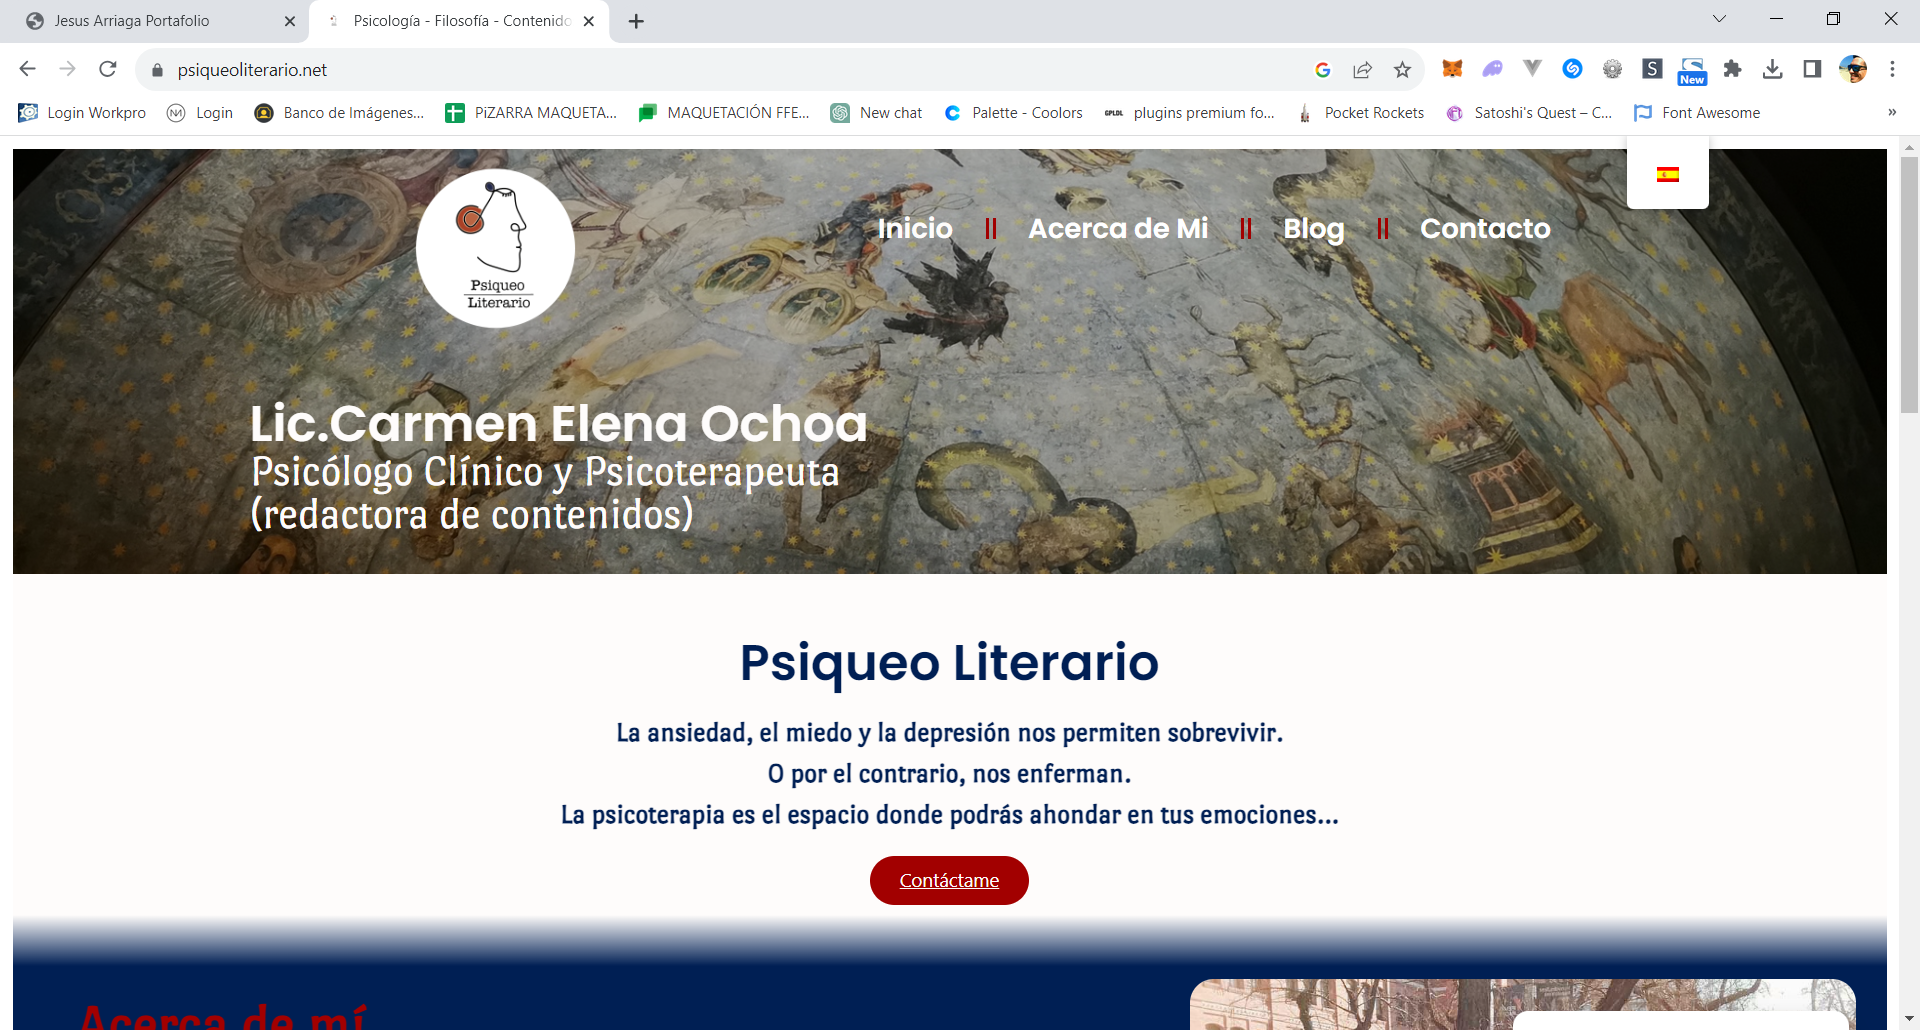 Jesus Arriaga Portafolio
Psicología - Filosofía - Contenido
psiqueoliterario.net
New
Login Workpro
Login
Banco de Imágenes...
PiZARRA MAQUETA...
MAQUETACIÓN FFE...
New chat
Palette - Coolors
GPLDL
plugins premium fo...
Pocket Rockets
Satoshi's Quest – C...
Font Awesome
»
Psiqueo
Literario
Inicio || Acerca de Mi || Blog || Contacto
Lic.Carmen Elena Ochoa
Psicólogo Clínico y Psicoterapeuta
(redactora de contenidos)
Psiqueo Literario
La ansiedad, el miedo y la depresión nos permiten sobrevivir.
O por el contrario, nos enferman.
La psicoterapia es el espacio donde podrás ahondar en tus emociones...
Contáctame
Acerca de mí